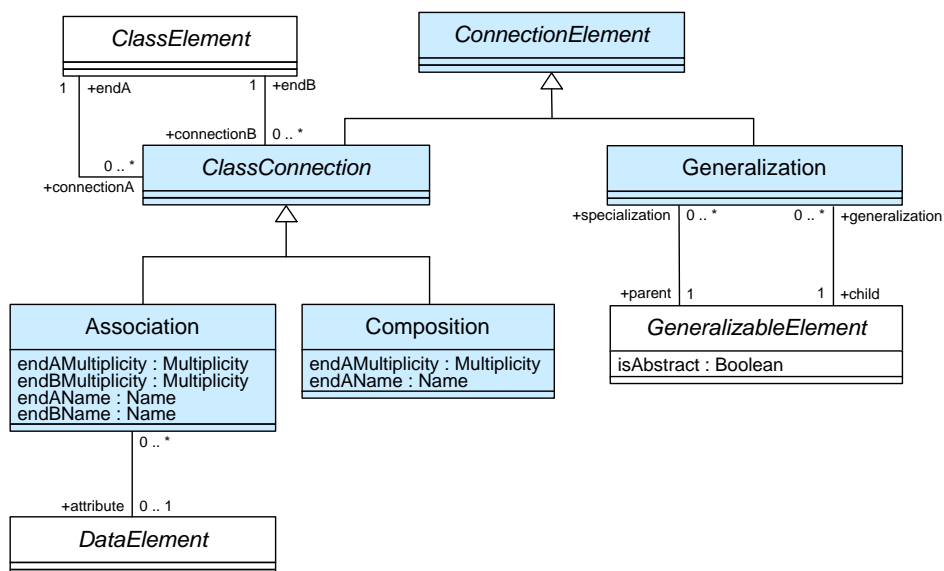 ClassElement
ConnectionElement
1
+endA
1
+endB
+connectionB
0 .. *
0 .. *
+connectionA
ClassConnection
Generalization
+specialization
0 .. *
0 .. *
+generalization
+parent
1
1
+child
Association
endAMultiplicity : Multiplicity
endBMultiplicity : Multiplicity
endAName : Name
endBName : Name
Composition
endAMultiplicity : Multiplicity
endAName : Name
GeneralizableElement
isAbstract : Boolean
0 .. *
+attribute
0 .. 1
DataElement